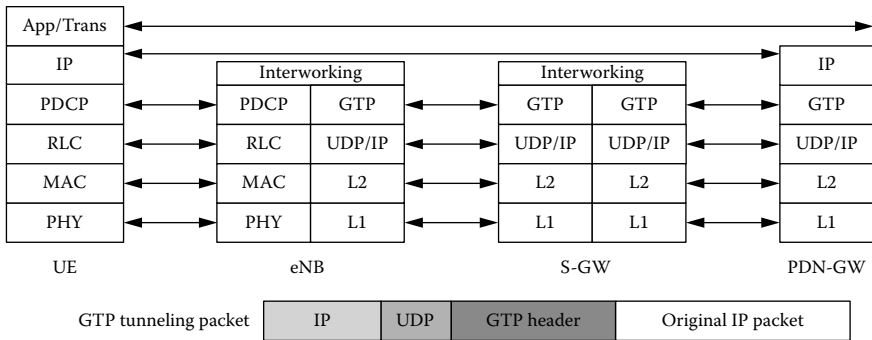 App/Trans
IP IP
Interworking Interworking
PDCP PDCP GTP GTP GTP GTP
RLC RLC UDP/IP UDP/IP UDP/IP UDP/IP
MAC MAC L2 L2 L2 L2
PHY PHY L1 L1 L1 L1
UE eNB S-GW PDN-GW
GTP tunneling packet IP UDP GTP header Original IP packet